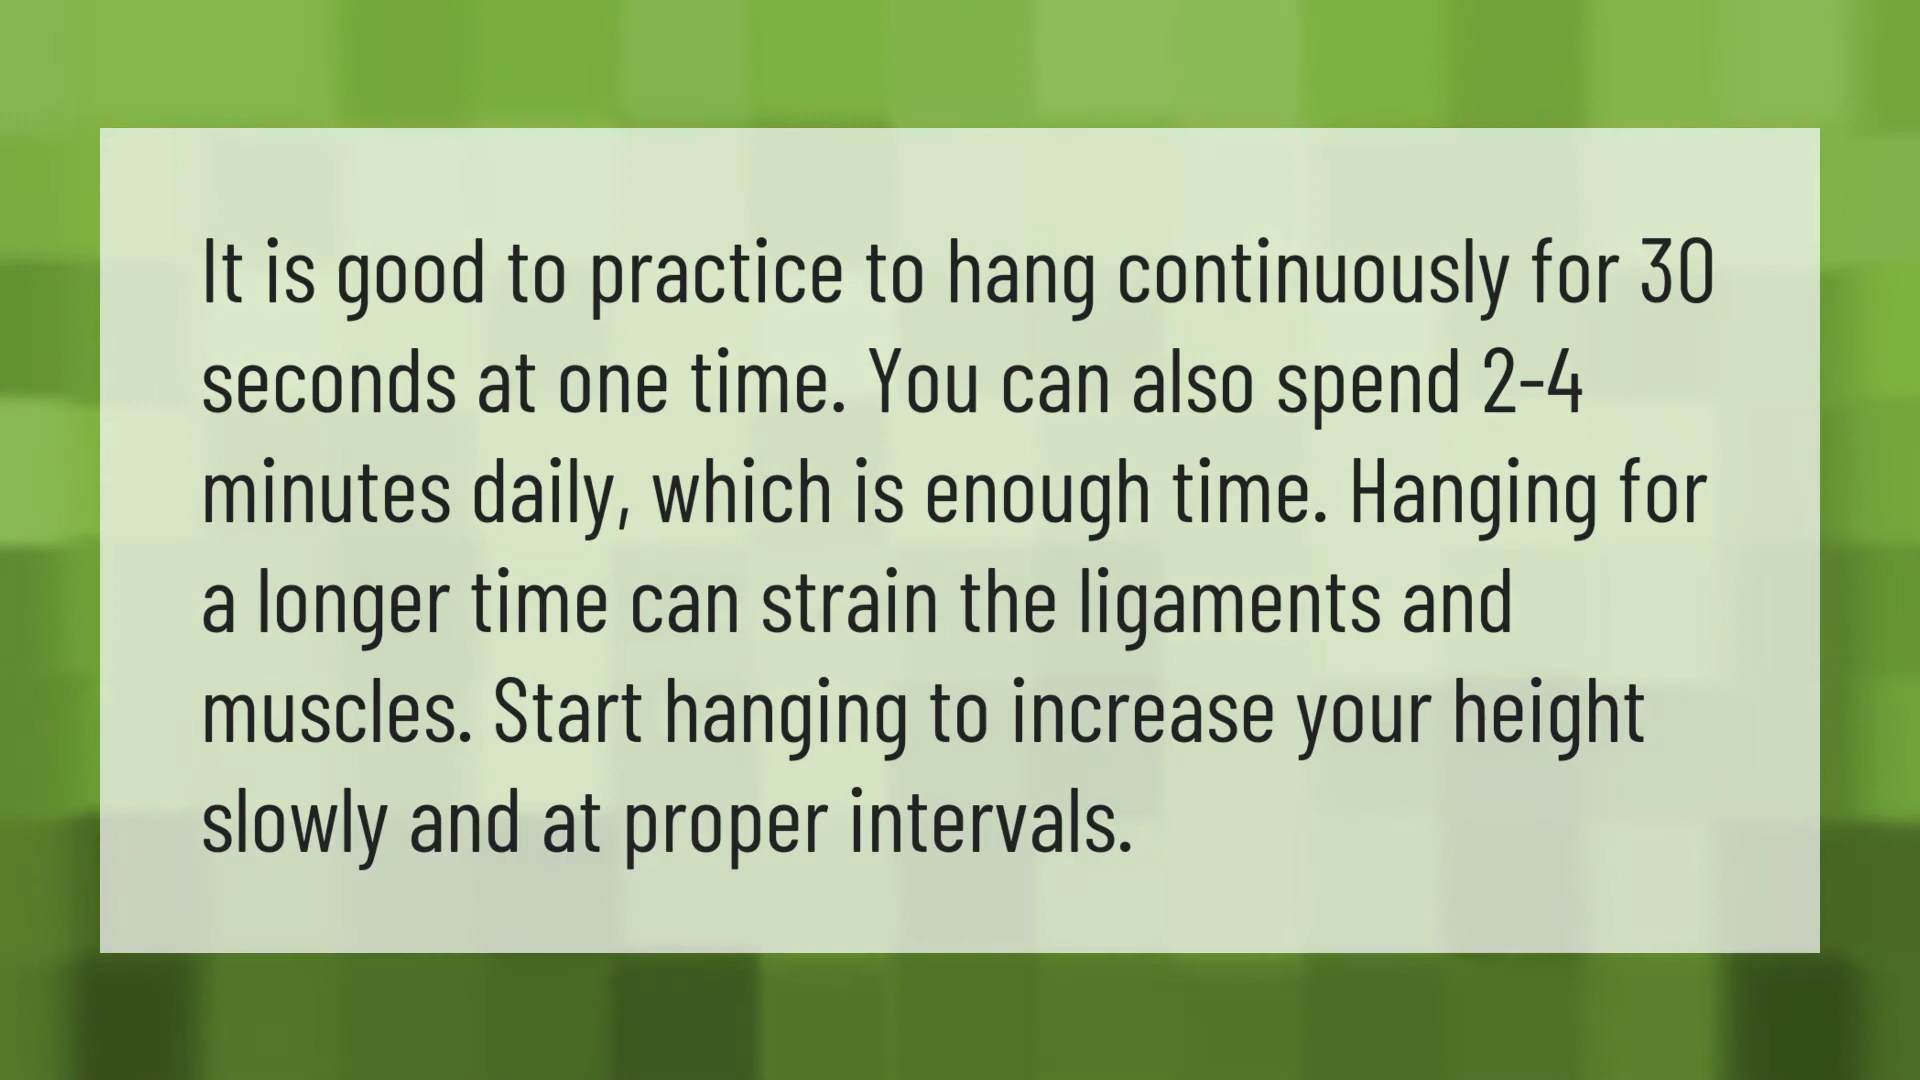 It is good to practice to hang continuously for 30
seconds at one time. You can also spend 2-4
minutes daily, which is enough time. Hanging for
a longer time can strain the ligaments and
muscles. Start hanging to increase your height
slowly and at proper intervals.